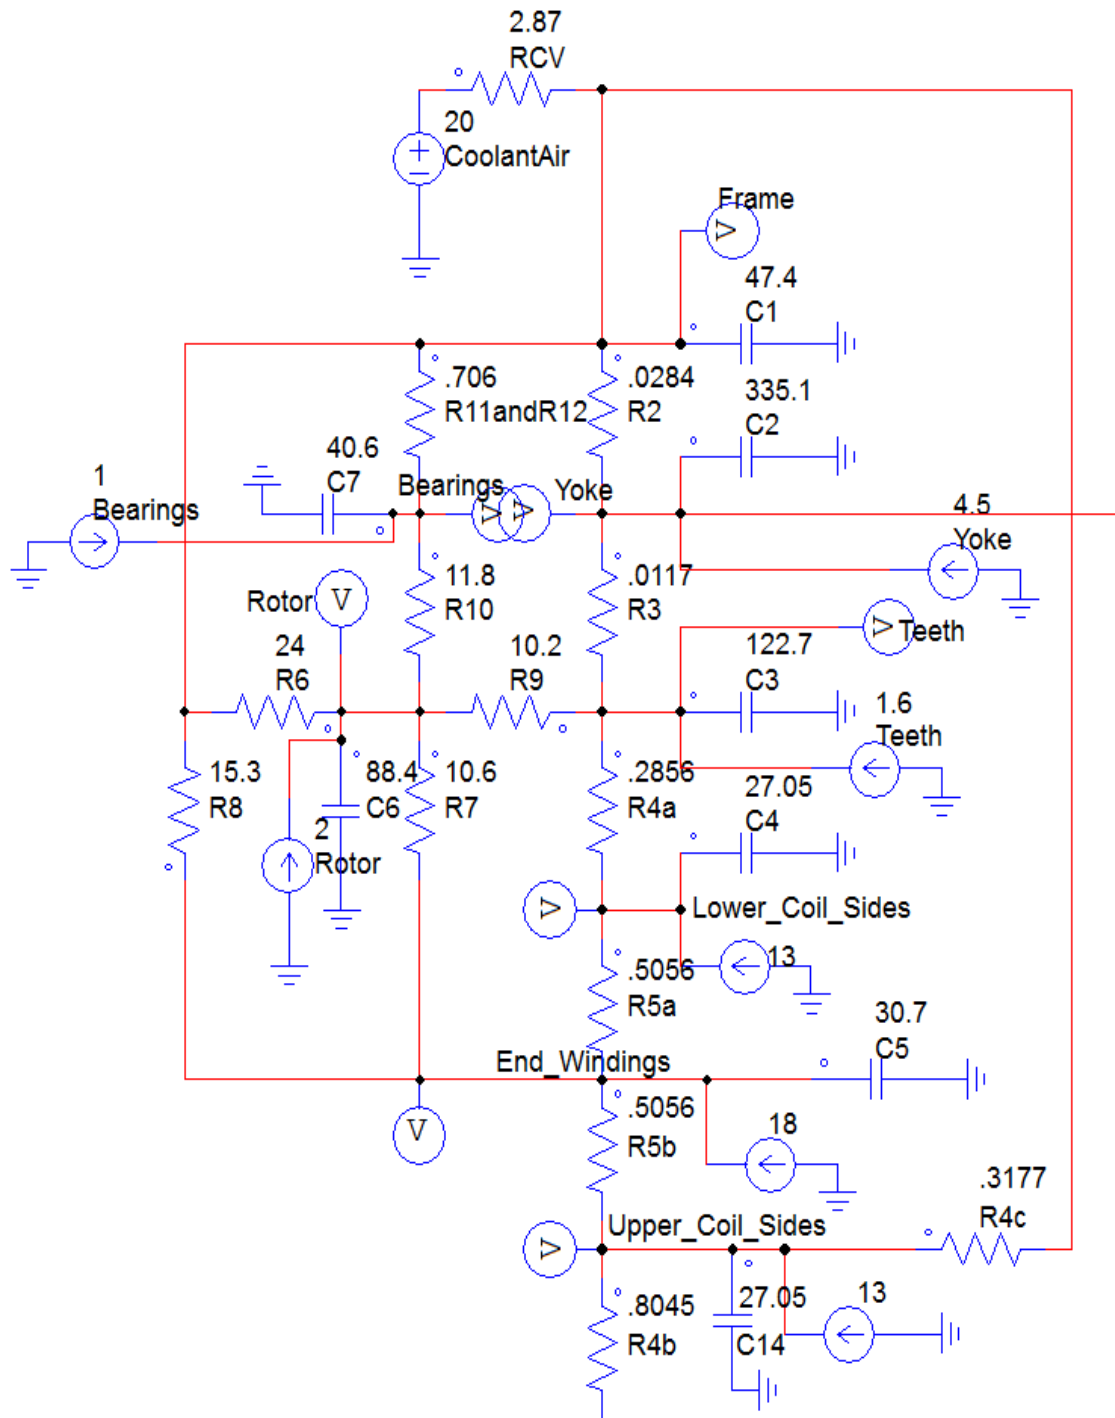 2.87
RCV
20
CoolantAir
Frame
47.4
C1
.706
R11andR12
.0284
R2
335.1
C2
40.6
C7
1
Bearings
Bearings
V
V
Yoke
4.5
Yoke
11.8
R10
.0117
R3
Rotor
V
V
Teeth
24
R6
10.2
R9
122.7
C3
1.6
Teeth
15.3
R8
88.4
C6
10.6
R7
.2856
R4a
27.05
C4
2
Rotor
V
Lower_Coil_Sides
.5056
R5a
13
30.7
C5
End_Windings
V
.5056
R5b
18
.3177
R4c
V
Upper_Coil_Sides
.8045
R4b
27.05
C14
13
V